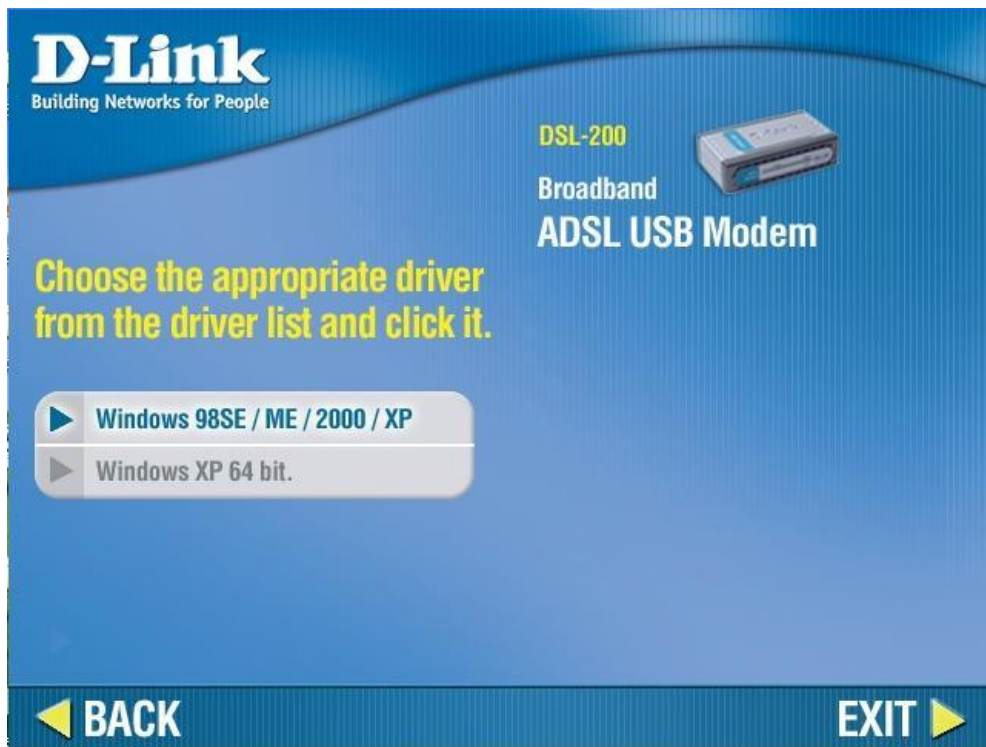 D-Link
Building Networks for People
DSL-200
Broadband
ADSL USB Modem
Choose the appropriate driver
from the driver list and click it.
Windows 98SE / ME / 2000 / XP
Windows XP 64 bit.
BACK
EXIT